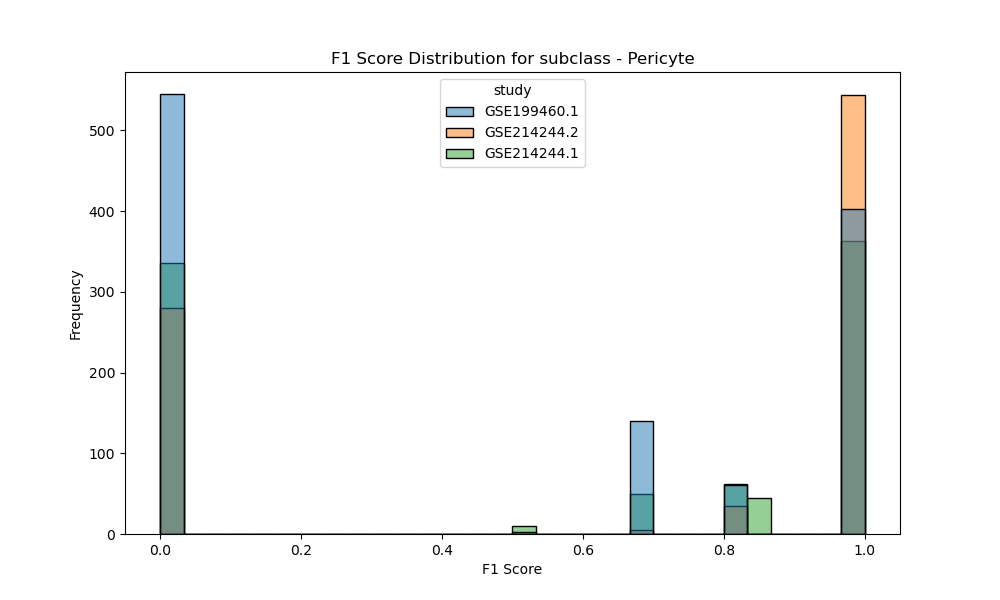 F1 Score Distribution for subclass - Pericyte
study
GSE199460.1
GSE214244.2
GSE214244.1
Frequency
500
400
300
200
100
0
0.0 0.2 0.4 0.6 0.8 1.0
F1 Score